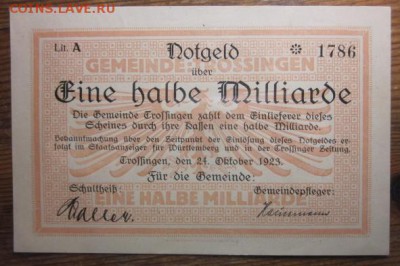 COINS.LAVE.RU
Lit. A
Notgeld
* 1786
GEMEINDE TROSSINGEN
über
Eine halbe Milliarde
Die Gemeinde Trossingen zahlt dem Einlieferer dieses
Scheines durch ihre Kassen eine halbe Milliarde.
Bekanntmachung über den Zeitpunkt der Einlösung dieses Notgeldes er-
folgt im Staatsanzeiger für Württemberg und in der Trossinger Zeitung.
Trossingen, den 24. Oktober 1923.
Für die Gemeinde:
Schultheiß:
Gemeindepfleger:
EINE HALBE MILLIARDE